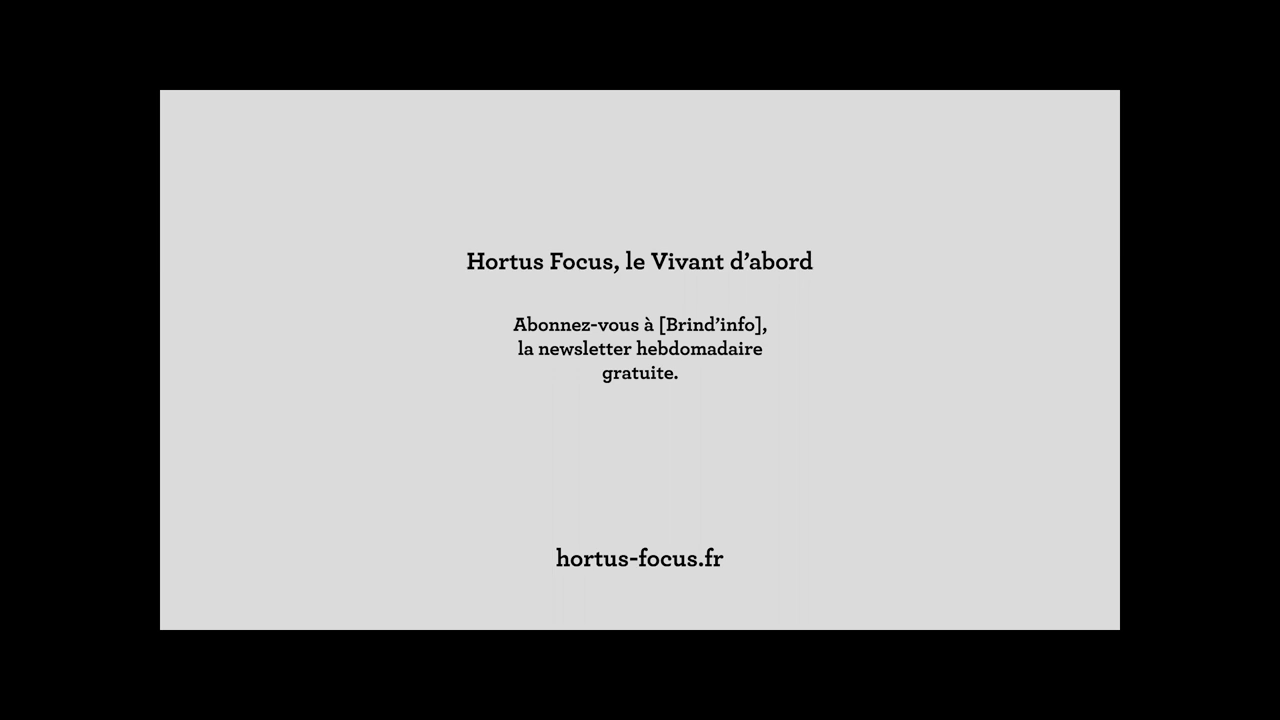 Hortus Focus, le Vivant d’abord
Abonnez-vous à [Brind’info],
la newsletter hebdomadaire
gratuite.
hortus-focus.fr